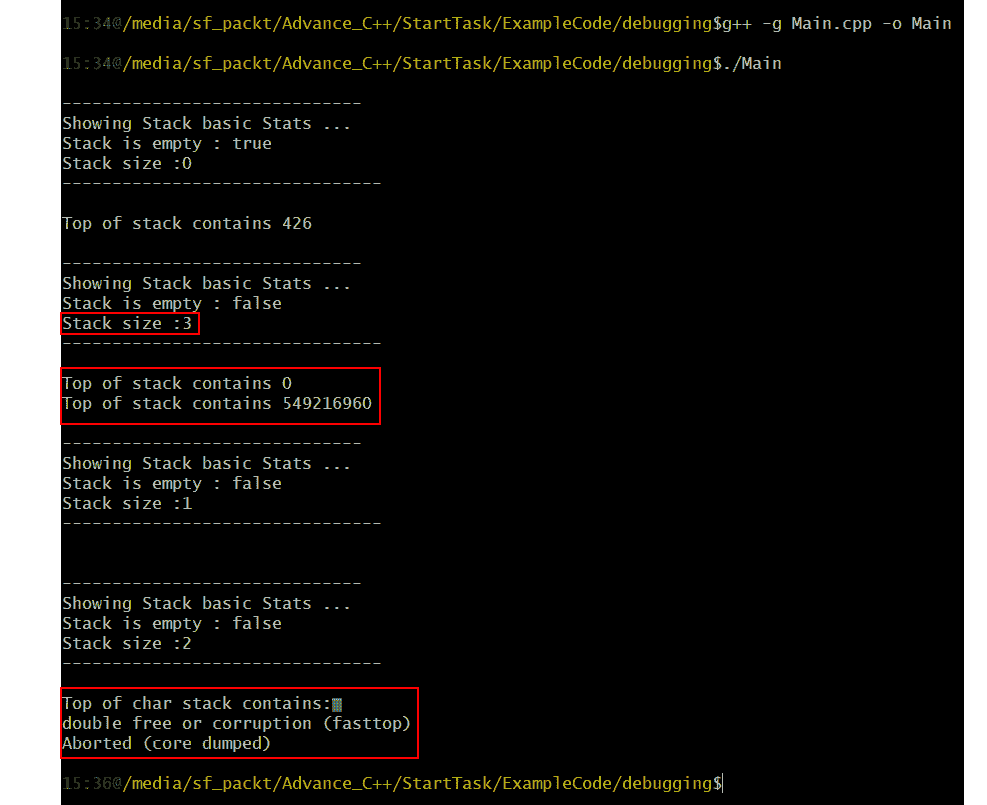 15:34@/media/sf_packt/Advance_C++/StartTask/ExampleCode/debugging$g++ -g Main.cpp -o Main
15:34@/media/sf_packt/Advance_C++/StartTask/ExampleCode/debugging$./Main
------------------------------
Showing Stack basic Stats ...
Stack is empty : true
Stack size :0
--------------------------------
Top of stack contains 426
------------------------------
Showing Stack basic Stats ...
Stack is empty : false
Stack size :3
--------------------------------
Top of stack contains 0
Top of stack contains 549216960
------------------------------
Showing Stack basic Stats ...
Stack is empty : false
Stack size :1
--------------------------------
------------------------------
Showing Stack basic Stats ...
Stack is empty : false
Stack size :2
--------------------------------
Top of char stack contains:
double free or corruption (fasttop)
Aborted (core dumped)
15:36@/media/sf_packt/Advance_C++/StartTask/ExampleCode/debugging$